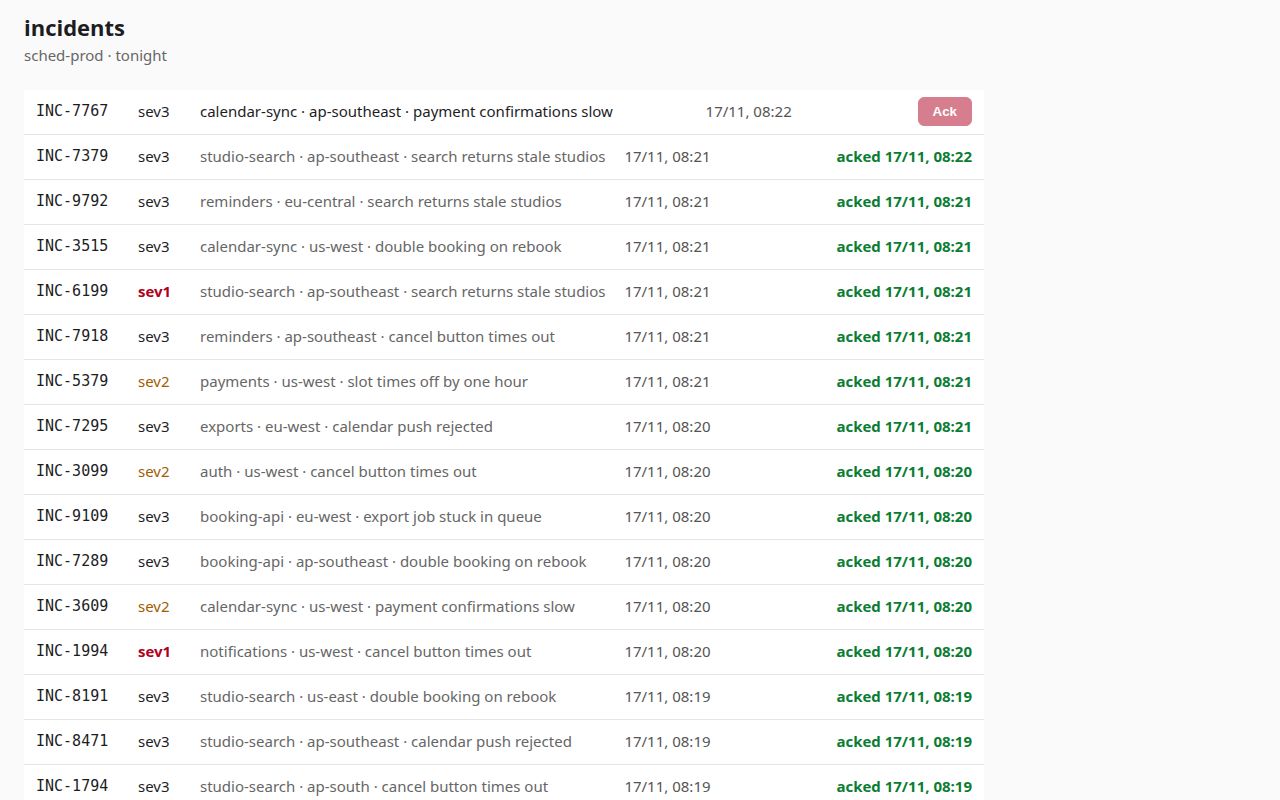 incidents
sched-prod · tonight
INC-7767 sev3 calendar-sync · ap-southeast · payment confirmations slow 17/11, 08:22 Ack
INC-7379 sev3 studio-search · ap-southeast · search returns stale studios 17/11, 08:21 acked 17/11, 08:22
INC-9792 sev3 reminders · eu-central · search returns stale studios 17/11, 08:21 acked 17/11, 08:21
INC-3515 sev3 calendar-sync · us-west · double booking on rebook 17/11, 08:21 acked 17/11, 08:21
INC-6199 sev1 studio-search · ap-southeast · search returns stale studios 17/11, 08:21 acked 17/11, 08:21
INC-7918 sev3 reminders · ap-southeast · cancel button times out 17/11, 08:21 acked 17/11, 08:21
INC-5379 sev2 payments · us-west · slot times off by one hour 17/11, 08:21 acked 17/11, 08:21
INC-7295 sev3 exports · eu-west · calendar push rejected 17/11, 08:20 acked 17/11, 08:21
INC-3099 sev2 auth · us-west · cancel button times out 17/11, 08:20 acked 17/11, 08:20
INC-9109 sev3 booking-api · eu-west · export job stuck in queue 17/11, 08:20 acked 17/11, 08:20
INC-7289 sev3 booking-api · ap-southeast · double booking on rebook 17/11, 08:20 acked 17/11, 08:20
INC-3609 sev2 calendar-sync · us-west · payment confirmations slow 17/11, 08:20 acked 17/11, 08:20
INC-1994 sev1 notifications · us-west · cancel button times out 17/11, 08:20 acked 17/11, 08:20
INC-8191 sev3 studio-search · us-east · double booking on rebook 17/11, 08:19 acked 17/11, 08:19
INC-8471 sev3 studio-search · ap-southeast · calendar push rejected 17/11, 08:19 acked 17/11, 08:19
INC-1794 sev3 studio-search · ap-south · cancel button times out 17/11, 08:19 acked 17/11, 08:19